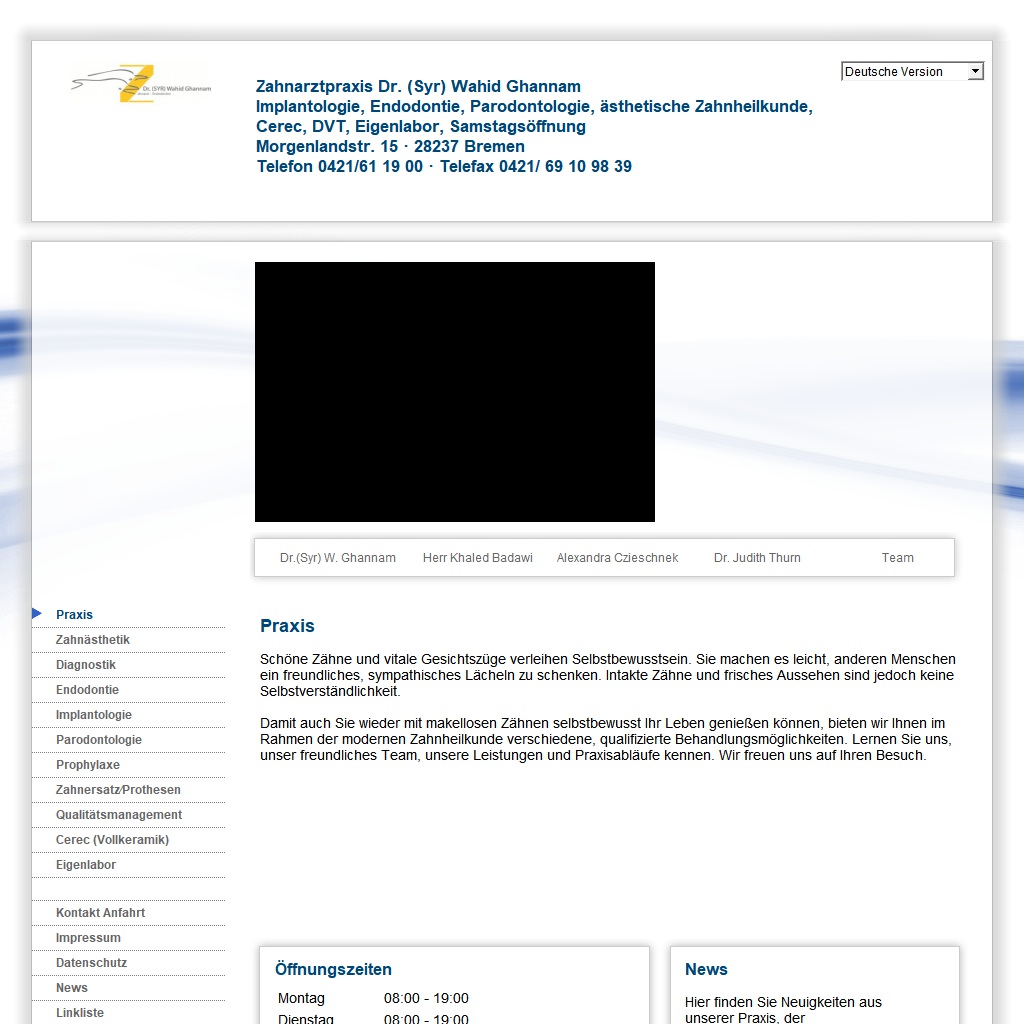 Dr. (SYR) Wahid Ghannam
Deutsche Version
Zahnarztpraxis Dr. (Syr) Wahid Ghannam
Implantologie, Endodontie, Parodontologie, ästhetische Zahnheilkunde,
Cerec, DVT, Eigenlabor, Samstagsöffnung
Morgenlandstr. 15 · 28237 Bremen
Telefon 0421/61 19 00 · Telefax 0421/ 69 10 98 39
Dr.(Syr) W. Ghannam Herr Khaled Badawi Alexandra Czieschnek Dr. Judith Thurn Team
Praxis
Zahnästhetik
Diagnostik
Endodontie
Implantologie
Parodontologie
Prophylaxe
Zahnersatz/Prothesen
Qualitätsmanagement
Cerec (Vollkeramik)
Eigenlabor
Kontakt Anfahrt
Impressum
Datenschutz
News
Linkliste
Praxis
Schöne Zähne und vitale Gesichtszüge verleihen Selbstbewusstsein. Sie machen es leicht, anderen Menschen
ein freundliches, sympathisches Lächeln zu schenken. Intakte Zähne und frisches Aussehen sind jedoch keine
Selbstverständlichkeit.
Damit auch Sie wieder mit makellosen Zähnen selbstbewusst Ihr Leben genießen können, bieten wir Ihnen im
Rahmen der modernen Zahnheilkunde verschiedene, qualifizierte Behandlungsmöglichkeiten. Lernen Sie uns,
unser freundliches Team, unsere Leistungen und Praxisabläufe kennen. Wir freuen uns auf Ihren Besuch.
Öffnungszeiten
Montag 08:00 - 19:00
Dienstag 08:00 - 19:00
News
Hier finden Sie Neuigkeiten aus
unserer Praxis, der